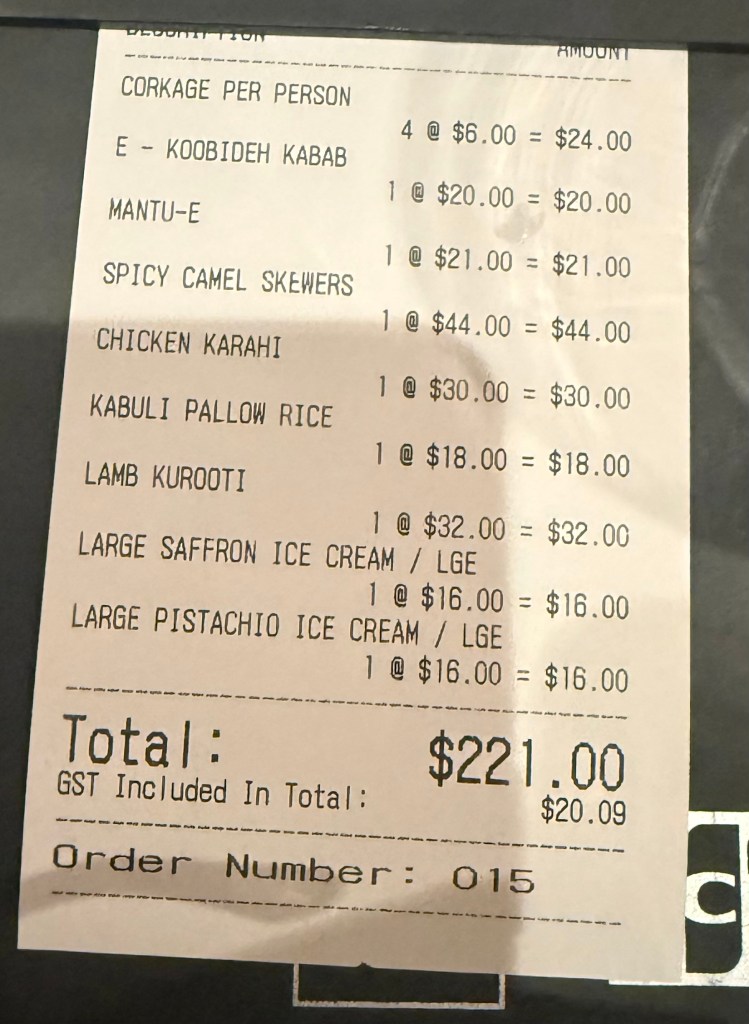 DESCRIPTION AMOUNT
CORKAGE PER PERSON
4 @ $6.00 = $24.00
E - KOOBIDEH KABAB
1 @ $20.00 = $20.00
MANTU-E
1 @ $21.00 = $21.00
SPICY CAMEL SKEWERS
1 @ $44.00 = $44.00
CHICKEN KARAHI
1 @ $30.00 = $30.00
KABULI PALLOW RICE
1 @ $18.00 = $18.00
LAMB KUROOTI
1 @ $32.00 = $32.00
LARGE SAFFRON ICE CREAM / LGE
1 @ $16.00 = $16.00
LARGE PISTACHIO ICE CREAM / LGE
1 @ $16.00 = $16.00
Total: $221.00
GST Included In Total: $20.09
Order Number: 015